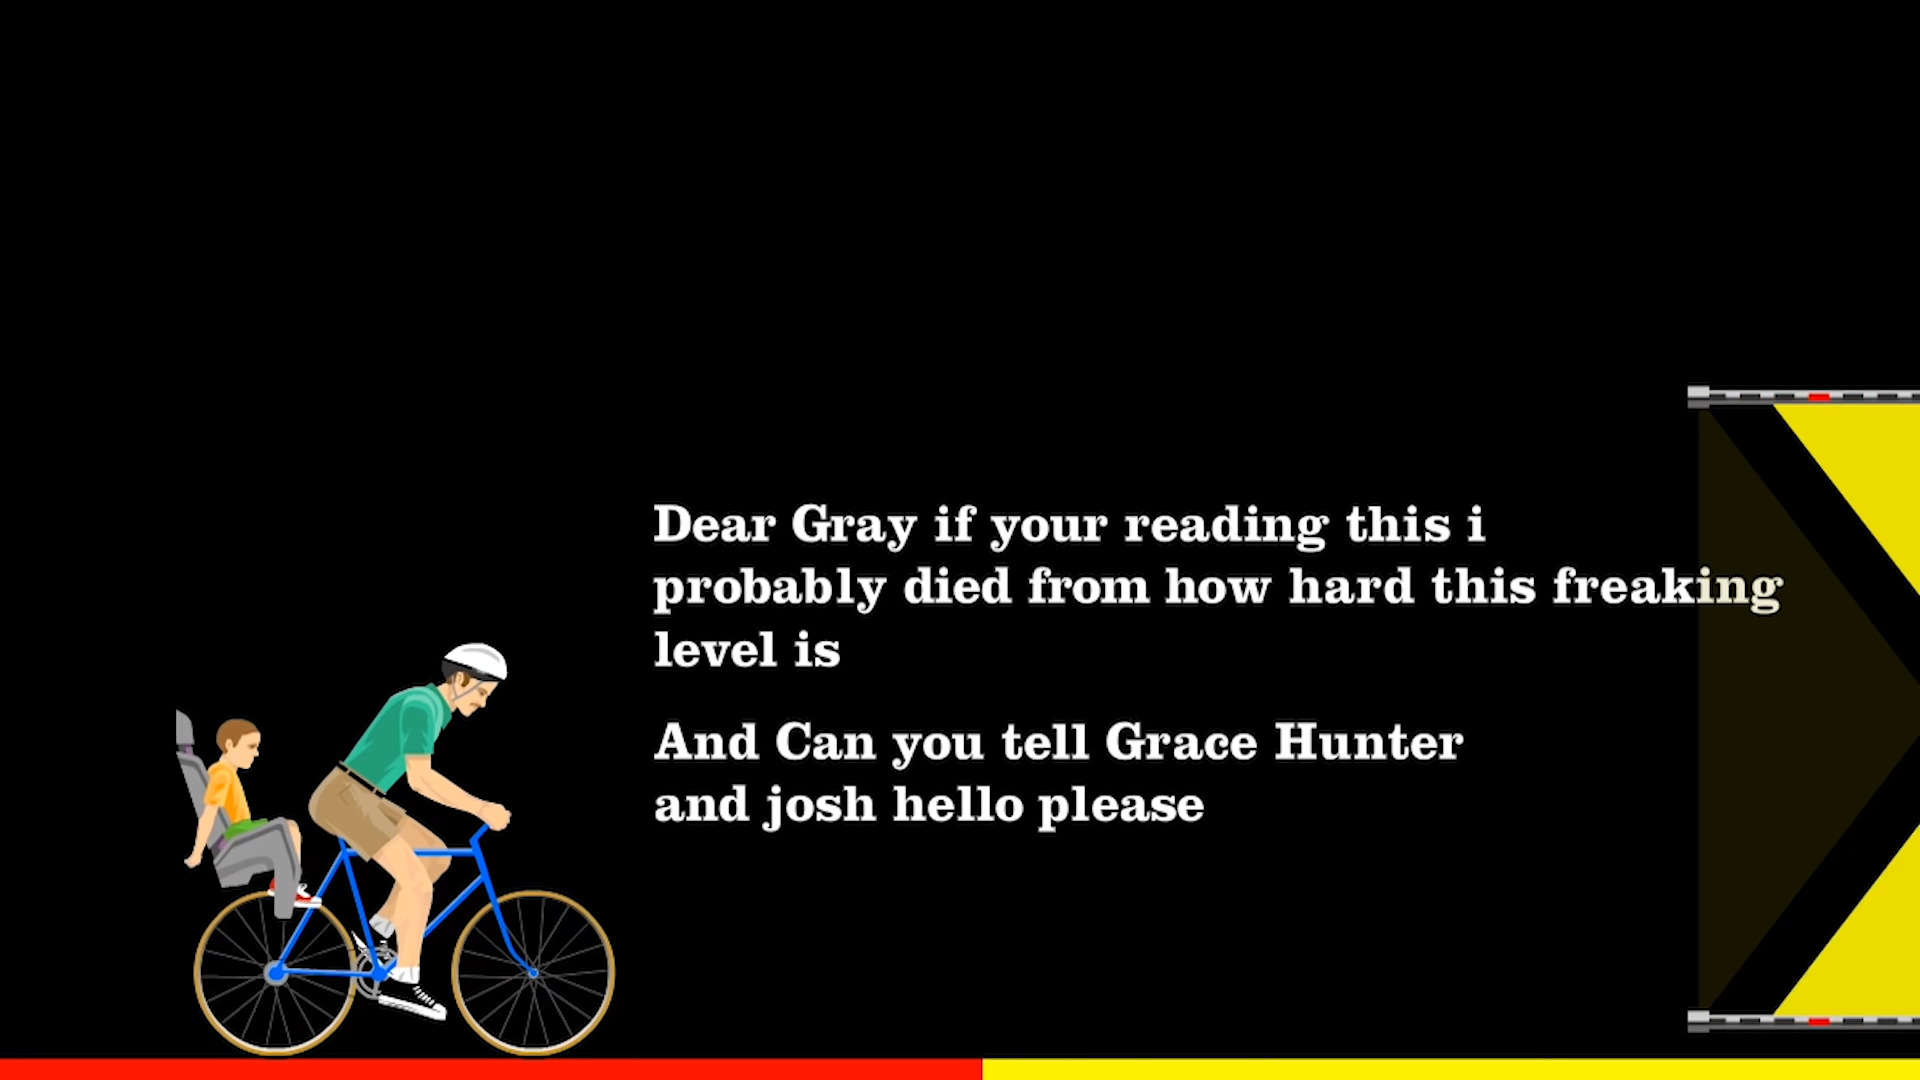 Dear Gray if your reading this i
probably died from how hard this freaking
level is
And Can you tell Grace Hunter
and josh hello please